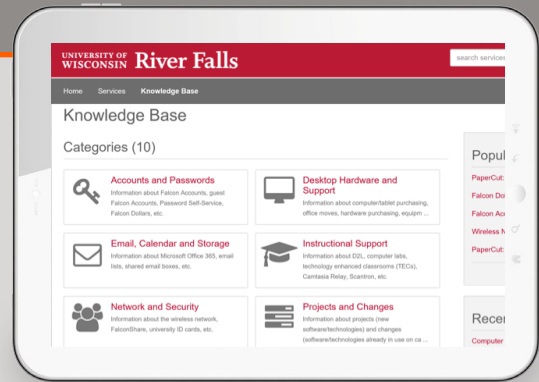 UNIVERSITY OF
WISCONSIN River Falls
search services
Home Services Knowledge Base
Knowledge Base
Categories (10)
Accounts and Passwords
Information about Falcon Accounts, guest
Falcon Accounts, Password Self-Service,
Falcon Dollars, etc.
Desktop Hardware and
Support
Information about computer/tablet purchasing,
office moves, hardware purchasing, equipm ...
Email, Calendar and Storage
Information about Microsoft Office 365, email
lists, shared email boxes, etc.
Instructional Support
Information about D2L, computer labs,
technology enhanced classrooms (TECs),
Camtasia Relay, Scantron, etc.
Network and Security
Information about the wireless network,
FalconShare, university ID cards, etc.
Projects and Changes
Information about projects (new
software/technologies) and changes
(software/technologies already in use on ca ...
Popul
PaperCut:
Falcon Do
Falcon Acc
Wireless N
PaperCut:
Recer
Computer